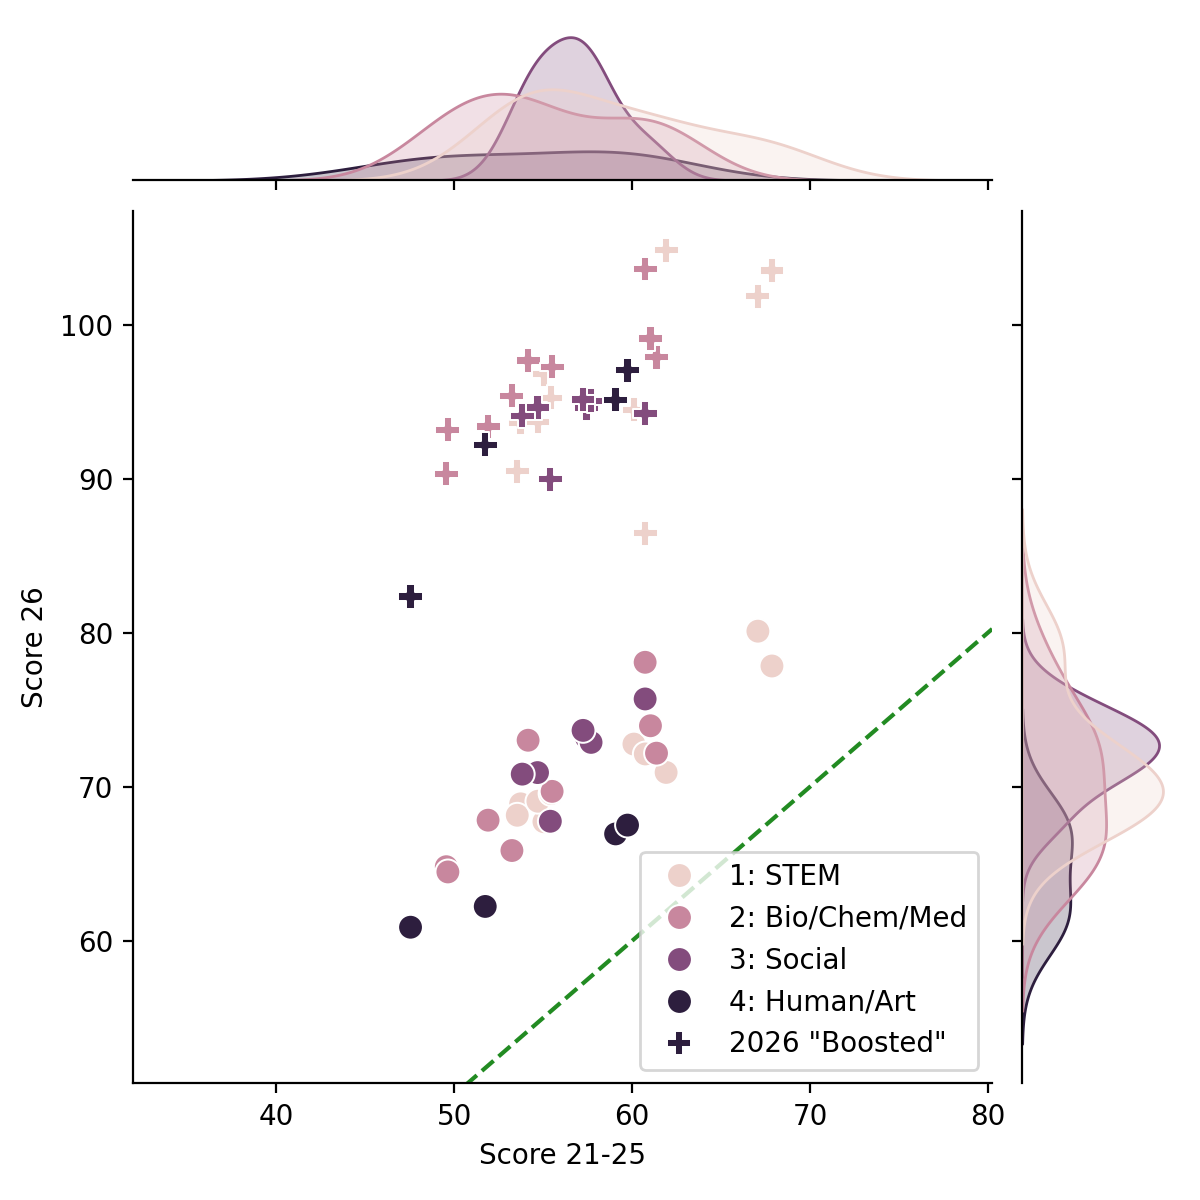 100
90
80
70
60
Score 26
1: STEM
2: Bio/Chem/Med
3: Social
4: Human/Art
2026 "Boosted"
40 50 60 70 80
Score 21-25